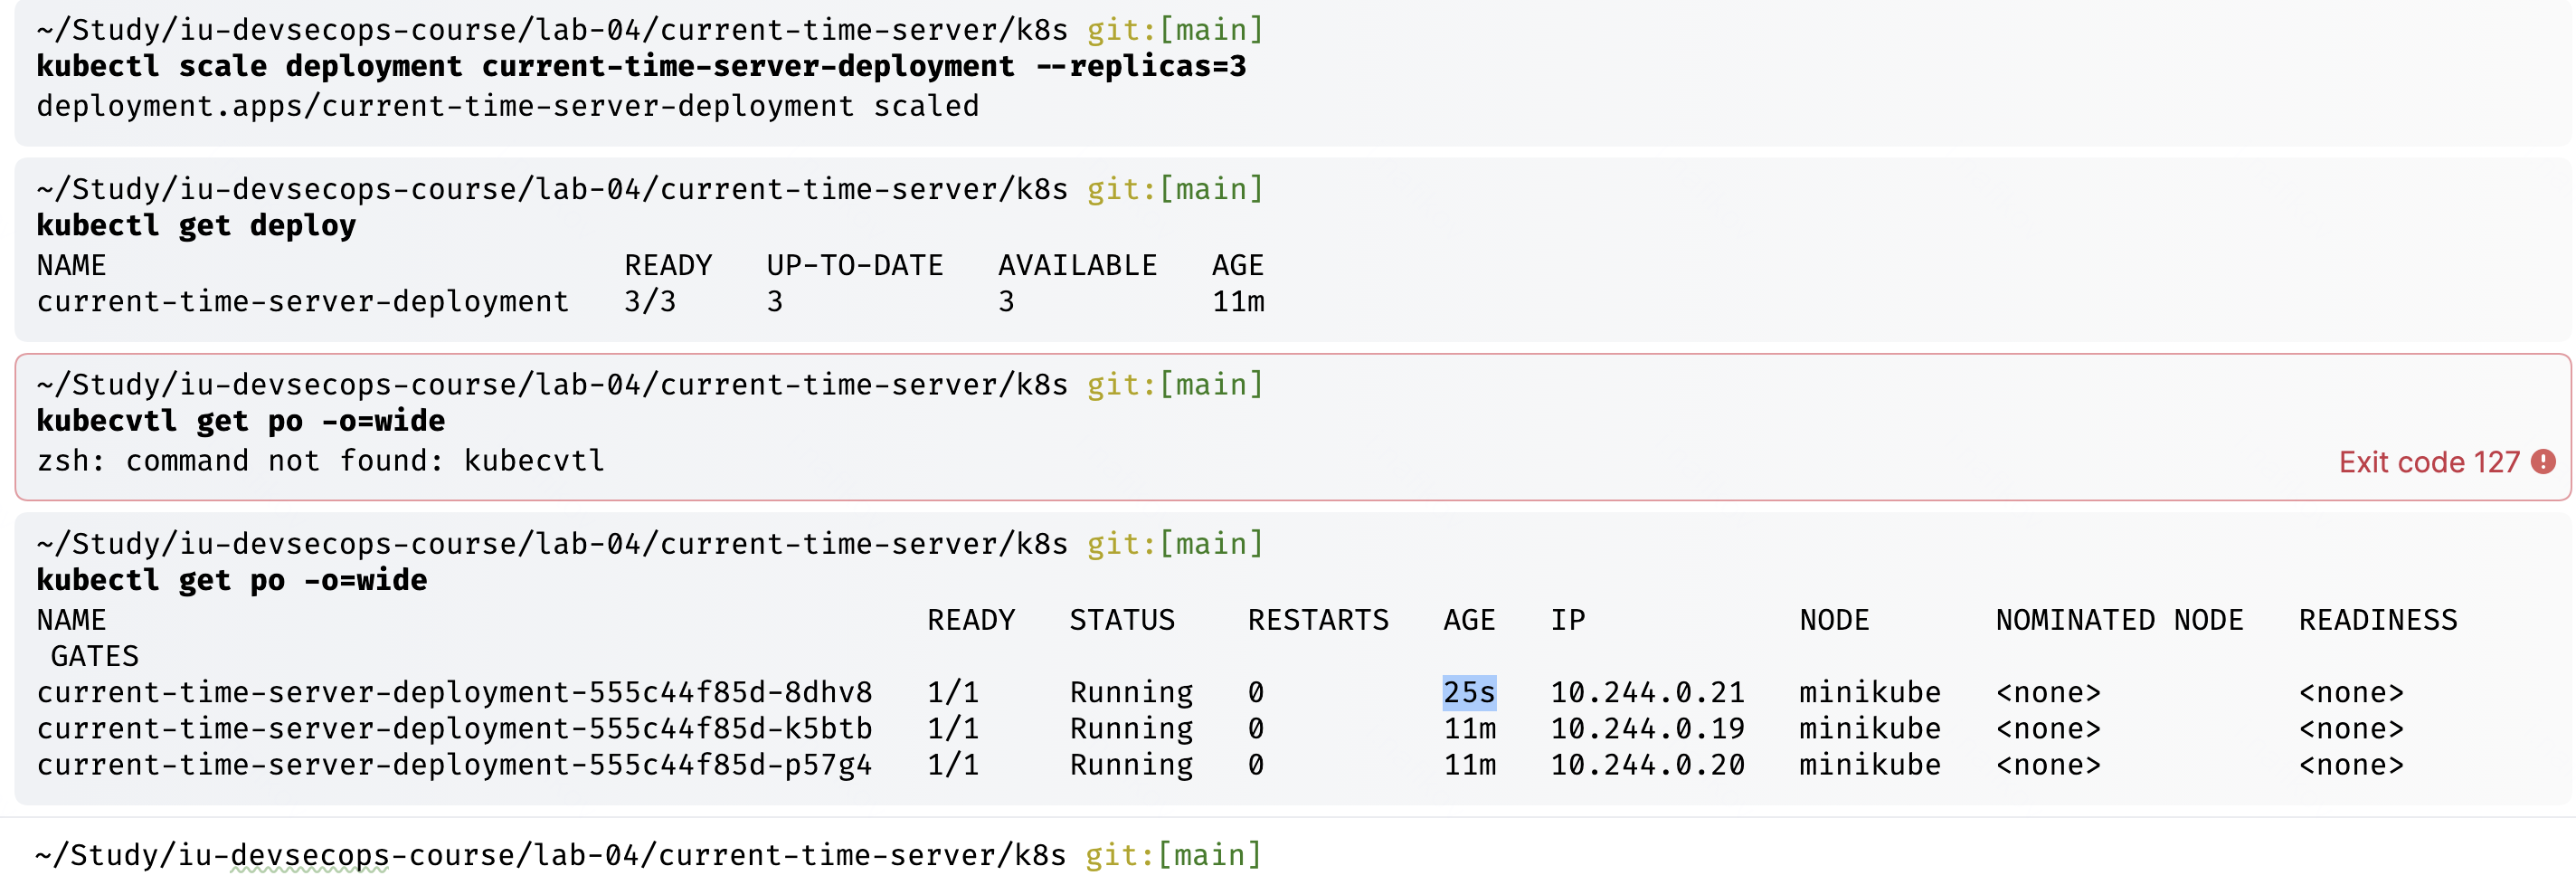 ~/Study/iu-devsecops-course/lab-04/current-time-server/k8s git:[main]
kubectl scale deployment current-time-server-deployment --replicas=3
deployment.apps/current-time-server-deployment scaled
~/Study/iu-devsecops-course/lab-04/current-time-server/k8s git:[main]
kubectl get deploy
NAME                             READY   UP-TO-DATE   AVAILABLE   AGE
current-time-server-deployment   3/3     3            3           11m
~/Study/iu-devsecops-course/lab-04/current-time-server/k8s git:[main]
kubecvtl get po -o=wide
zsh: command not found: kubecvtl
Exit code 127
~/Study/iu-devsecops-course/lab-04/current-time-server/k8s git:[main]
kubectl get po -o=wide
NAME                                              READY   STATUS    RESTARTS   AGE   IP            NODE       NOMINATED NODE   READINESS
GATES
current-time-server-deployment-555c44f85d-8dhv8   1/1     Running   0          25s   10.244.0.21   minikube   <none>           <none>
current-time-server-deployment-555c44f85d-k5btb   1/1     Running   0          11m   10.244.0.19   minikube   <none>           <none>
current-time-server-deployment-555c44f85d-p57g4   1/1     Running   0          11m   10.244.0.20   minikube   <none>           <none>
~/Study/iu-devsecops-course/lab-04/current-time-server/k8s git:[main]